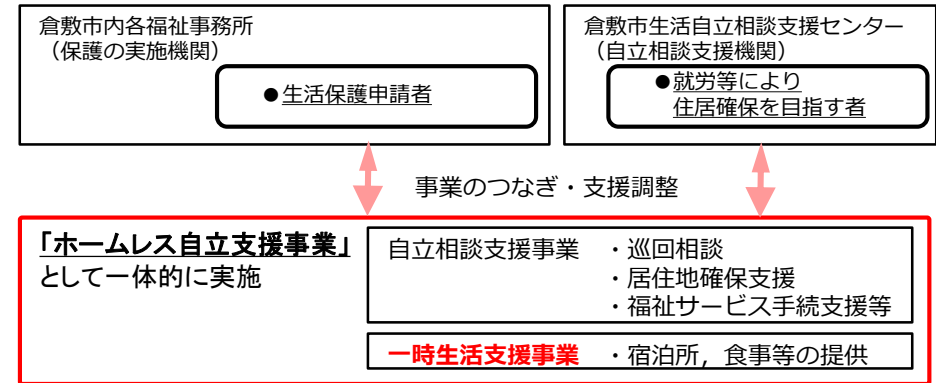 倉敷市内各福祉事務所
（保護の実施機関）
●生活保護申請者
倉敷市生活自立相談支援センター
（自立相談支援機関）
●就労等により
住居確保を目指す者
事業のつなぎ・支援調整
「ホームレス自立支援事業」
として一体的に実施
自立相談支援事業　・巡回相談
・居住地確保支援
・福祉サービス手続支援等
一時生活支援事業　・宿泊所，食事等の提供